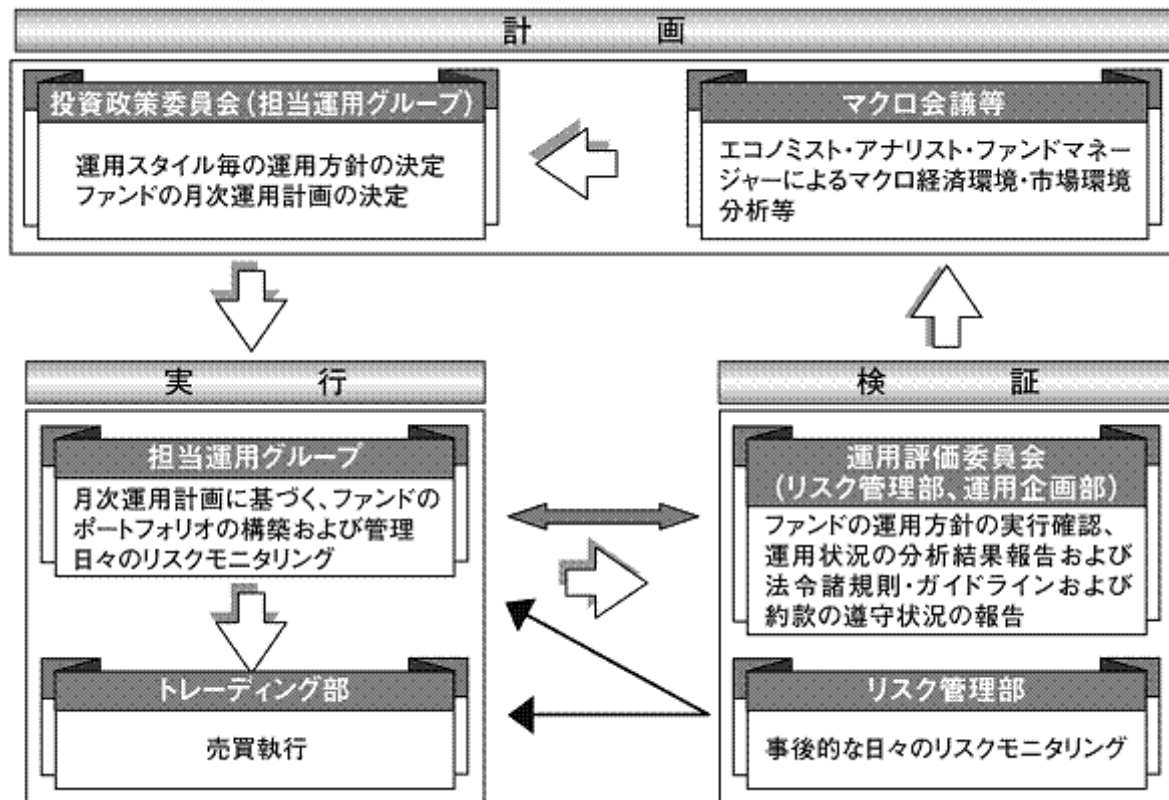 計画
投資政策委員会(担当運用グループ)
運用スタイル毎の運用方針の決定
ファンドの月次運用計画の決定
マクロ会議等
エコノミスト・アナリスト・ファンドマネー
ジャーによるマクロ経済環境・市場環境
分析等
実行
担当運用グループ
月次運用計画に基づく、ファンドの
ポートフォリオの構築および管理
日々のリスクモニタリング
トレーディング部
売買執行
検証
運用評価委員会
(リスク管理部、運用企画部)
ファンドの運用方針の実行確認、
運用状況の分析結果報告および
法令諸規則・ガイドラインおよび
約款の遵守状況の報告
リスク管理部
事後的な日々のリスクモニタリング